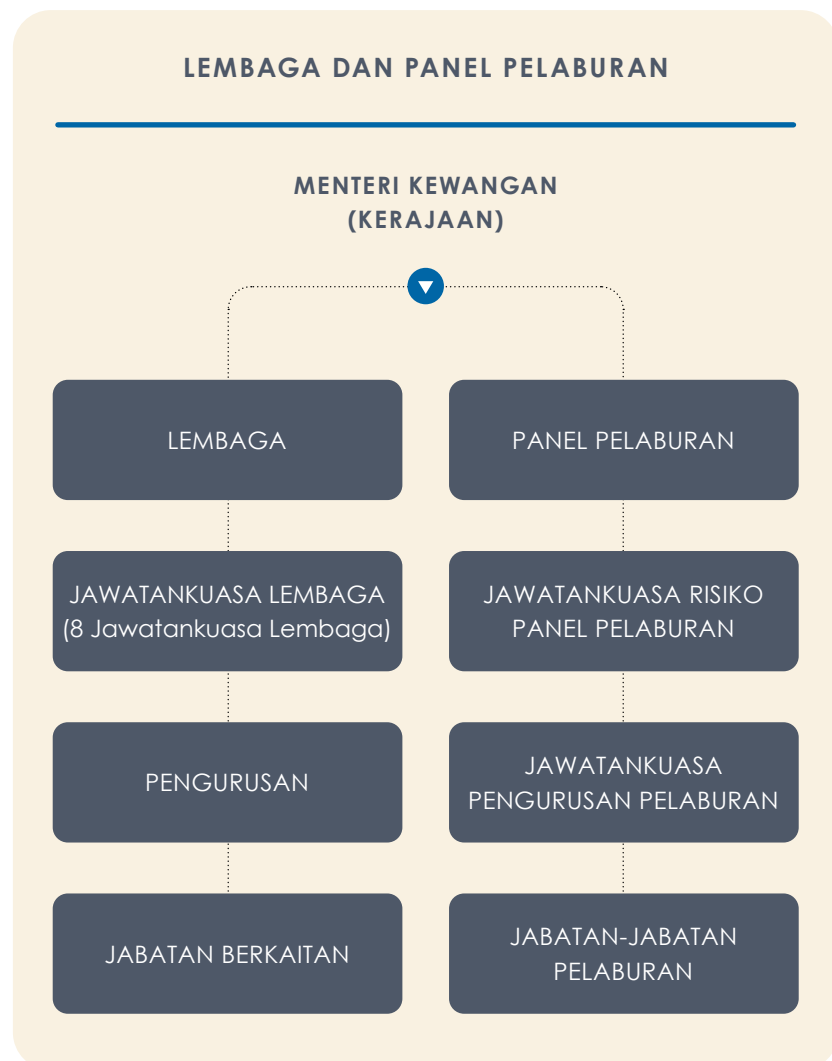 LEMBAGA DAN PANEL PELABURAN
MENTERI KEWANGAN
(KERAJAAN)
LEMBAGA
PANEL PELABURAN
JAWATANKUASA LEMBAGA
(8 Jawatankuasa Lembaga)
JAWATANKUASA RISIKO
PANEL PELABURAN
PENGURUSAN
JAWATANKUASA
PENGURUSAN PELABURAN
JABATAN BERKAITAN
JABATAN-JABATAN
PELABURAN